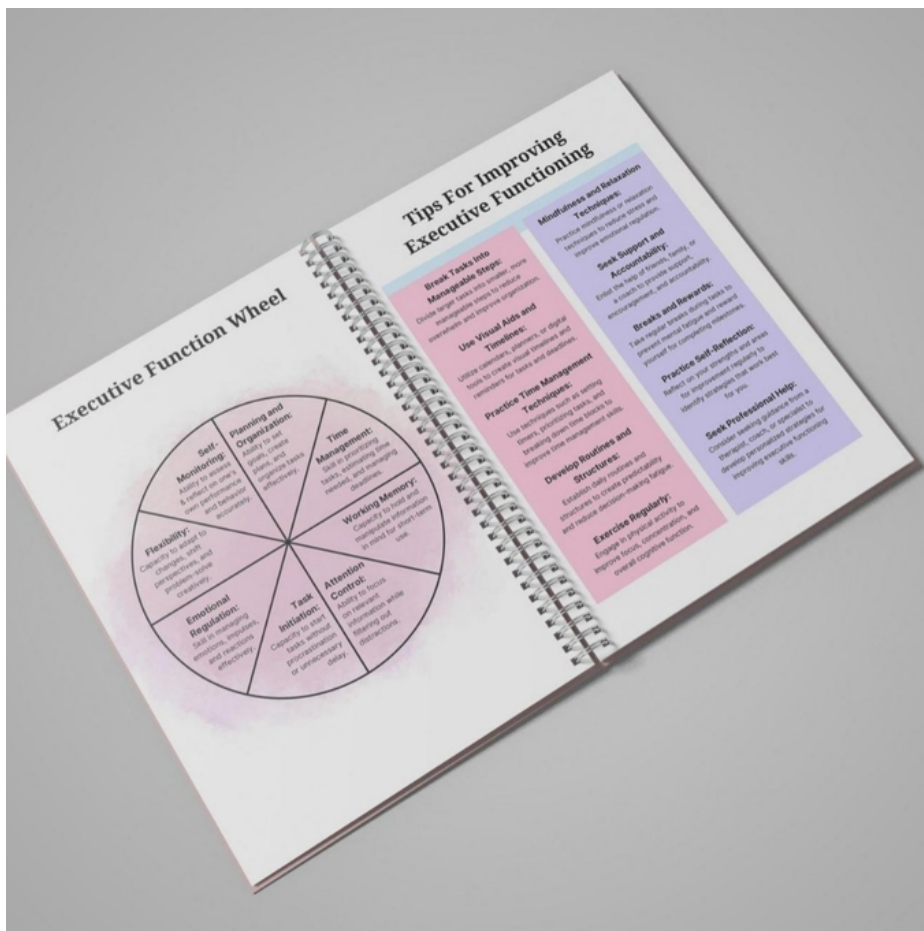 Executive Function Wheel
Self-
Monitoring:
Ability to assess
& reflect on one's
own performance
and behavior
accurately.
Planning and
Organization:
Ability to set
goals, create
plans, and
organize tasks
effectively.
Time
Management:
Skill in prioritizing
tasks, estimating time
needed, and managing
deadlines.
Working Memory:
Capacity to hold and
manipulate information
in mind for short-term
use.
Attention
Control:
Ability to focus
on relevant
information while
filtering out
distractions.
Task
Initiation:
Capacity to start
tasks without
procrastination
or unnecessary
delay.
Emotional
Regulation:
Skill in managing
emotions, impulses,
and reactions
effectively.
Flexibility:
Capacity to adapt to
changes, shift
perspectives, and
problem-solve
creatively.
Tips For Improving
Executive Functioning
Break Tasks Into
Manageable Steps:
Divide larger tasks into smaller, more
manageable steps to reduce
overwhelm and improve organization.
Use Visual Aids and
Timelines:
Utilize calendars, planners, or digital
tools to create visual timelines and
reminders for tasks and deadlines.
Practice Time Management
Techniques:
Use techniques such as setting
timers, prioritizing tasks, and
breaking down time blocks to
improve time management skills.
Develop Routines and
Structures:
Establish daily routines and
structures to create predictability
and reduce decision-making fatigue.
Exercise Regularly:
Engage in physical activity to
improve focus, concentration, and
overall cognitive function.
Mindfulness and Relaxation
Techniques:
Practice mindfulness or relaxation
techniques to reduce stress and
improve emotional regulation.
Seek Support and
Accountability:
Enlist the help of friends, family, or
a coach to provide support,
encouragement, and accountability.
Breaks and Rewards:
Take regular breaks during tasks to
prevent mental fatigue and reward
yourself for completing milestones.
Practice Self-Reflection:
Reflect on your strengths and areas
for improvement regularly to
identify strategies that work best
for you.
Seek Professional Help:
Consider seeking guidance from a
therapist, coach, or specialist to
develop personalized strategies for
improving executive functioning
skills.